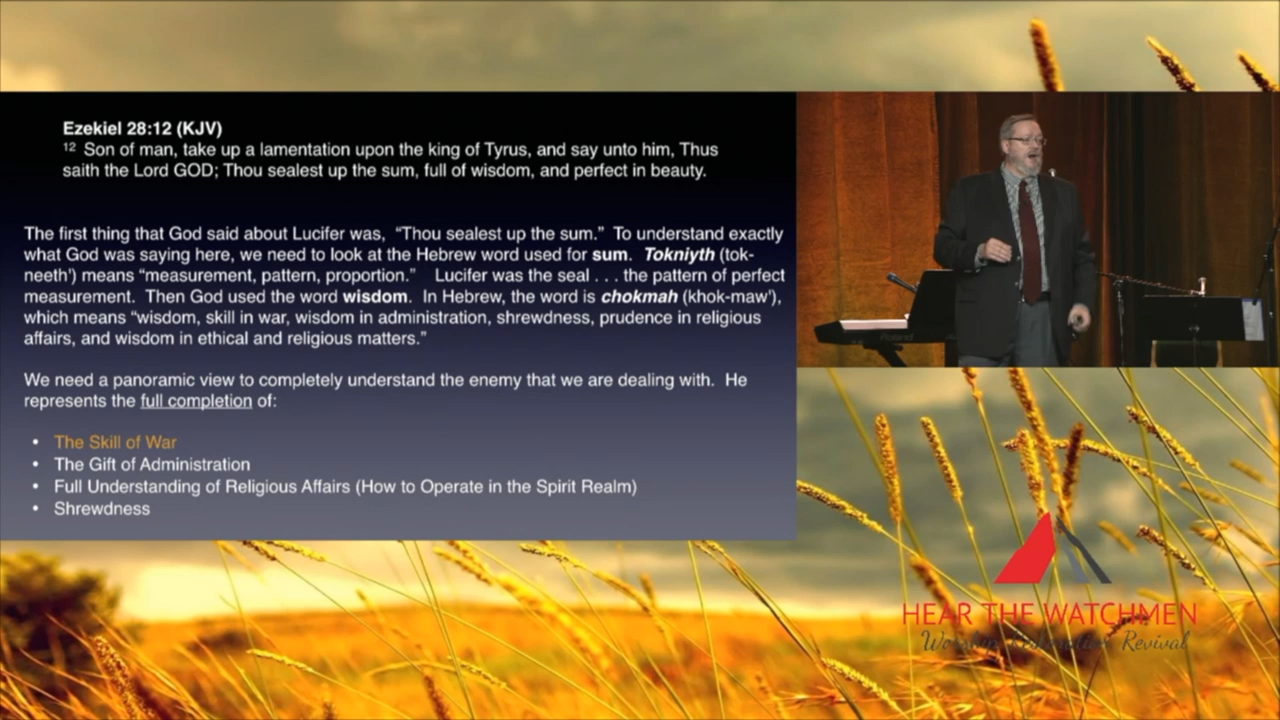 Ezekiel 28:12 (KJV)
12 Son of man, take up a lamentation upon the king of Tyrus, and say unto him, Thus
saith the Lord GOD; Thou sealest up the sum, full of wisdom, and perfect in beauty.
The first thing that God said about Lucifer was, “Thou sealest up the sum.” To understand exactly
what God was saying here, we need to look at the Hebrew word used for sum. Tokniyth (tok-
neeth') means “measurement, pattern, proportion.” Lucifer was the seal . . . the pattern of perfect
measurement. Then God used the word wisdom. In Hebrew, the word is chokmah (khok-maw'),
which means “wisdom, skill in war, wisdom in administration, shrewdness, prudence in religious
affairs, and wisdom in ethical and religious matters.”
We need a panoramic view to completely understand the enemy that we are dealing with. He
represents the full completion of:
• The Skill of War
• The Gift of Administration
• Full Understanding of Religious Affairs (How to Operate in the Spirit Realm)
• Shrewdness
Roland
HEAR THE WATCHMEN
Worship Revival